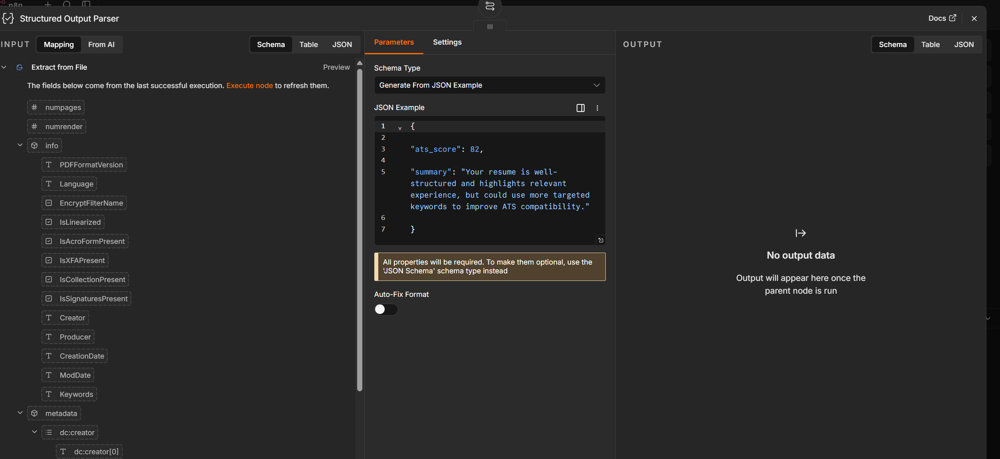 n8n
Structured Output Parser
Docs
INPUT
Mapping
From AI
Schema
Table
JSON
Extract from File
Preview
The fields below come from the last successful execution. Execute node to refresh them.
# numpages
# numrender
info
T PDFFormatVersion
T Language
EncryptFilterName
IsLinearized
IsAcroFormPresent
IsXFAPresent
IsCollectionPresent
IsSignaturesPresent
T Creator
T Producer
T CreationDate
T ModDate
T Keywords
metadata
dc:creator
T dc:creator[0]
Parameters
Settings
Schema Type
Generate From JSON Example
JSON Example
1 {
2
3 "ats_score": 82,
4
5 "summary": "Your resume is well-
structured and highlights relevant
experience, but could use more targeted
keywords to improve ATS compatibility."
6
7 }
All properties will be required. To make them optional, use the
'JSON Schema' schema type instead
Auto-Fix Format
OUTPUT
Schema
Table
JSON
No output data
Output will appear here once the
parent node is run